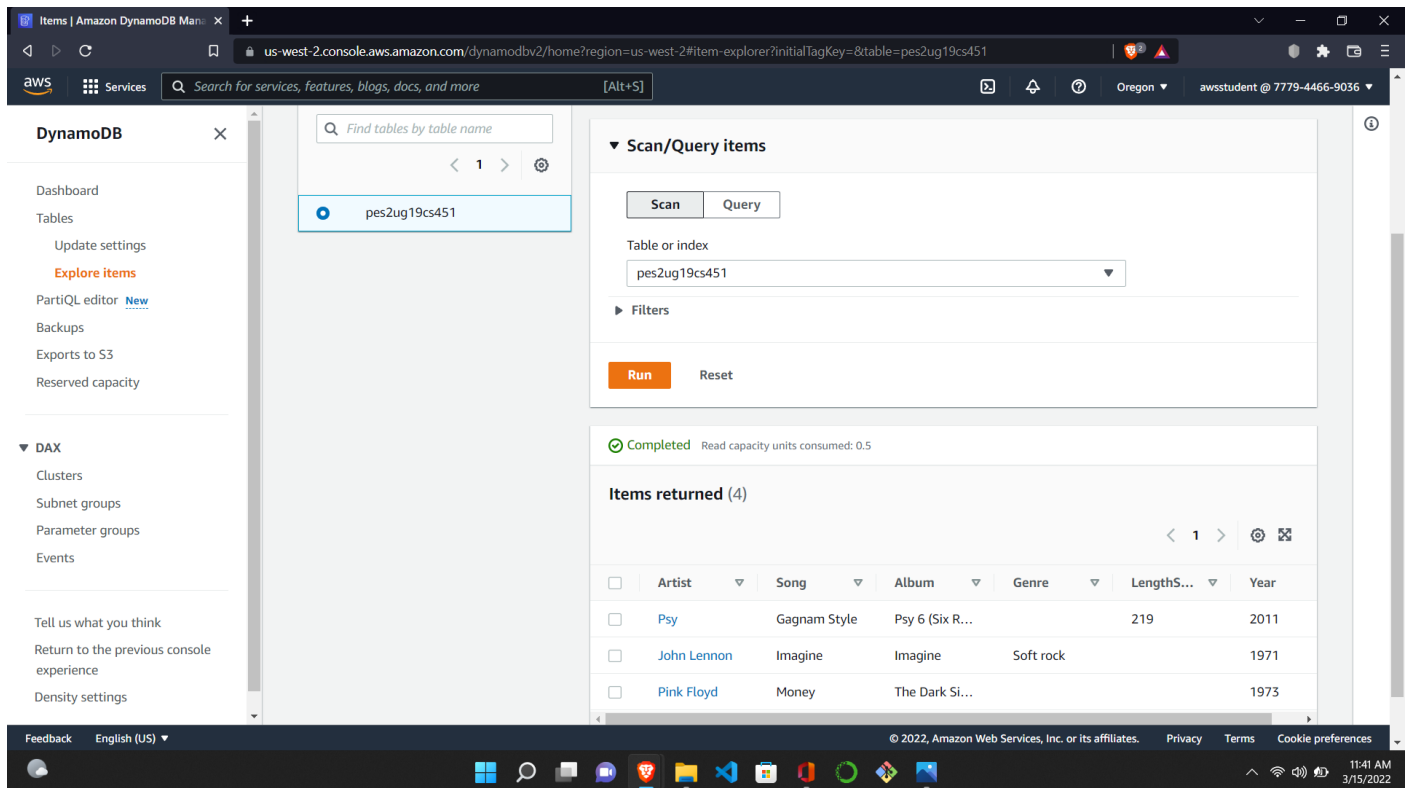 Items | Amazon DynamoDB Mana
us-west-2.console.aws.amazon.com/dynamodbv2/home?region=us-west-2#item-explorer?initialTagKey=&table=pes2ug19cs451
2
aws Services Search for services, features, blogs, docs, and more [Alt+S] Oregon ▼ awsstudent @ 7779-4466-9036 ▼
DynamoDB
Dashboard
Tables
Update settings
Explore items
PartiQL editor New
Backups
Exports to S3
Reserved capacity
DAX
Clusters
Subnet groups
Parameter groups
Events
Tell us what you think
Return to the previous console
experience
Density settings
Find tables by table name
1
pes2ug19cs451
Scan/Query items
Scan Query
Table or index
pes2ug19cs451
Filters
Run Reset
Completed Read capacity units consumed: 0.5
Items returned (4)
1
Artist Song Album Genre LengthS... Year
Psy Gagnam Style Psy 6 (Six R... 219 2011
John Lennon Imagine Imagine Soft rock 1971
Pink Floyd Money The Dark Si... 1973
Feedback English (US) ▼ © 2022, Amazon Web Services, Inc. or its affiliates. Privacy Terms Cookie preferences
11:41 AM
3/15/2022